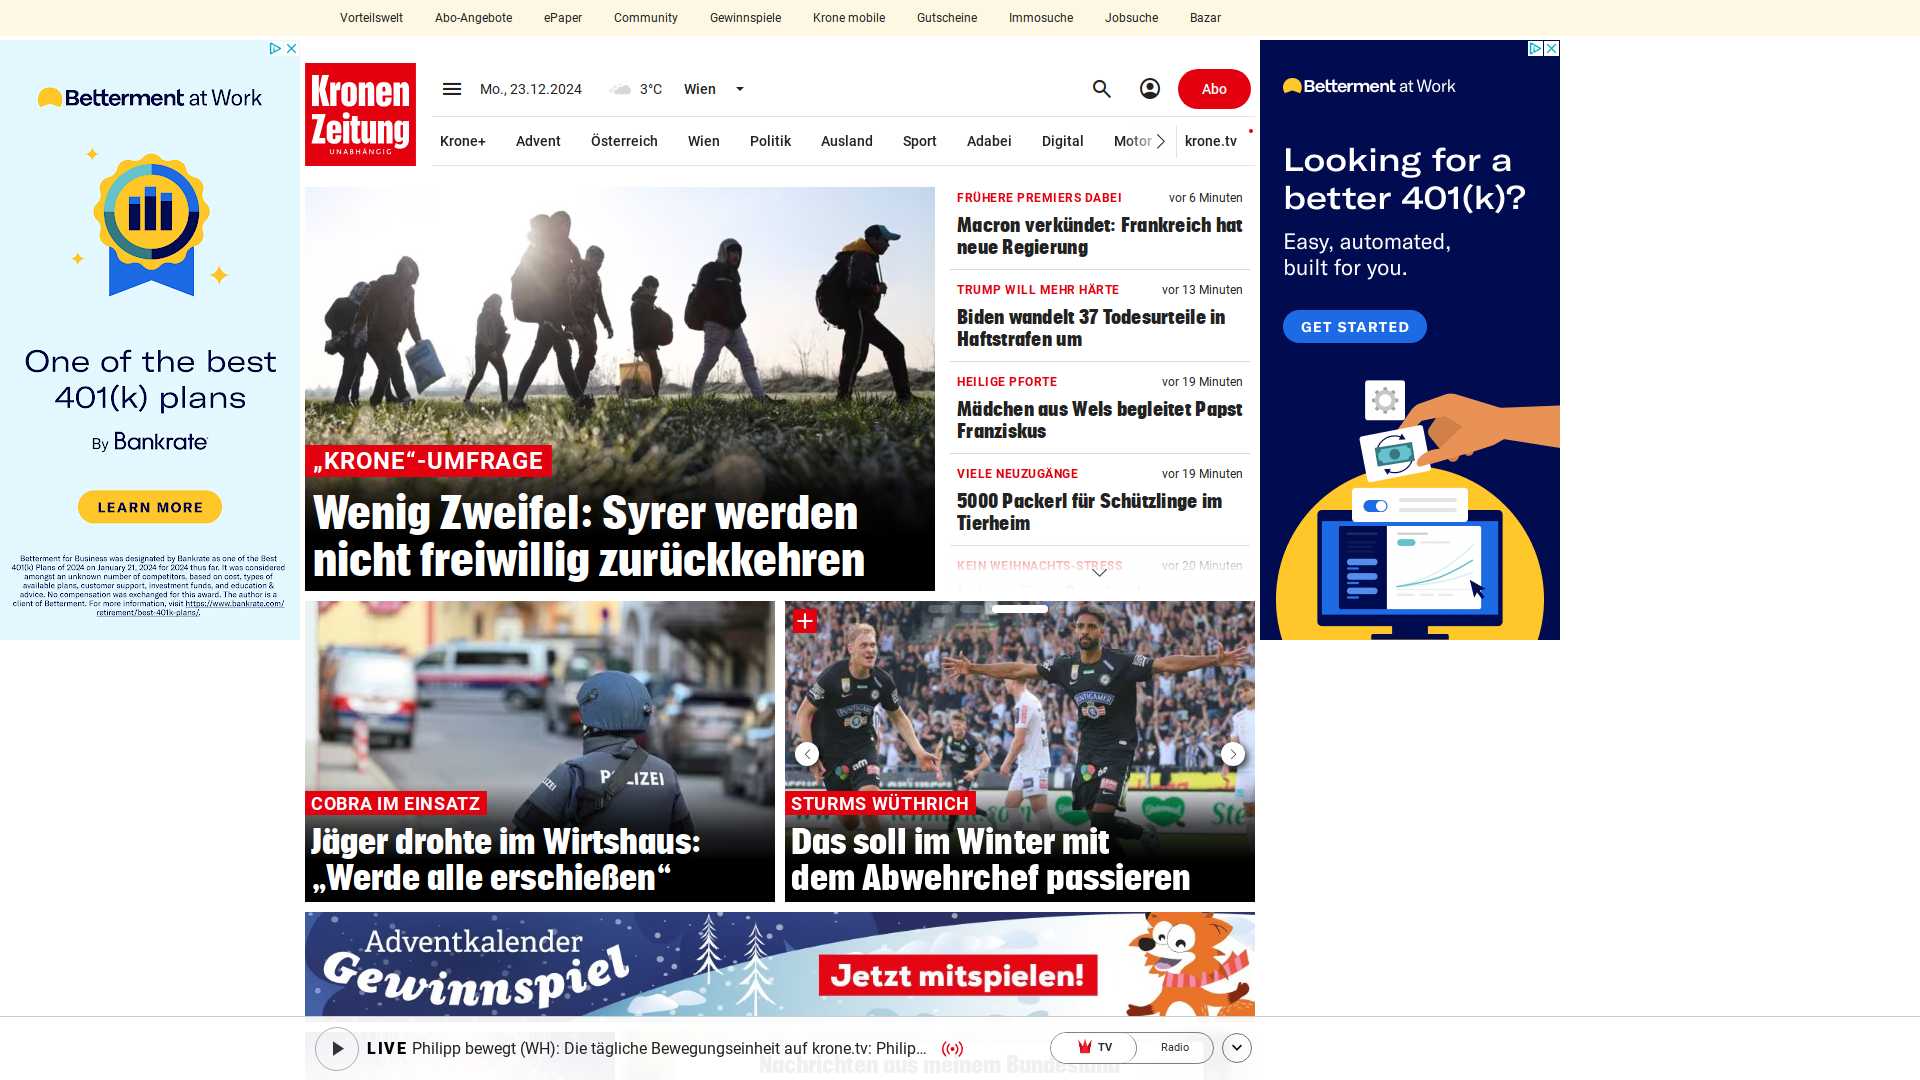 Vorteilswelt
Abo-Angebote
ePaper
Community
Gewinnspiele
Krone mobile
Gutscheine
Immosuche
Jobsuche
Bazar
Betterment at Work
One of the best
401(k) plans
By Bankrate
LEARN MORE
Betterment for Business was designated by Bankrate as one of the Best
401(k) Plans of 2024 on January 21, 2024 for 2024 thus far. It was considered
amongst an unknown number of competitors, based on cost, types of
available plans, customer support, investment funds, and education &
advice. No compensation was exchanged for this award. The author is a
client of Betterment. For more information, visit https://www.bankrate.com/
retirement/best-401k-plans/.
Kronen
Zeitung
UNABHÄNGIG
Mo., 23.12.2024
3°C
Wien
Abo
Krone+
Advent
Österreich
Wien
Politik
Ausland
Sport
Adabei
Digital
Motor
krone.tv
„KRONE“-UMFRAGE
Wenig Zweifel: Syrer werden
nicht freiwillig zurückkehren
FRÜHERE PREMIERS DABEI
vor 6 Minuten
Macron verkündet: Frankreich hat
neue Regierung
TRUMP WILL MEHR HÄRTE
vor 13 Minuten
Biden wandelt 37 Todesurteile in
Haftstrafen um
HEILIGE PFORTE
vor 19 Minuten
Mädchen aus Wels begleitet Papst
Franziskus
VIELE NEUZUGÄNGE
vor 19 Minuten
5000 Packerl für Schützlinge im
Tierheim
KEIN WEIHNACHTS-STRESS
vor 20 Minuten
POLIZEI
COBRA IM EINSATZ
Jäger drohte im Wirtshaus:
„Werde alle erschießen“
PUNTIGAMER
STURMS WÜTHRICH
Das soll im Winter mit
dem Abwehrchef passieren
Adventkalender
Gewinnspiel
Jetzt mitspielen!
LIVE Philipp bewegt (WH): Die tägliche Bewegungseinheit auf krone.tv: Philip...
TV
Radio
Nachrichten aus meinem Bundesland
Betterment at Work
Looking for a
better 401(k)?
Easy, automated,
built for you.
GET STARTED